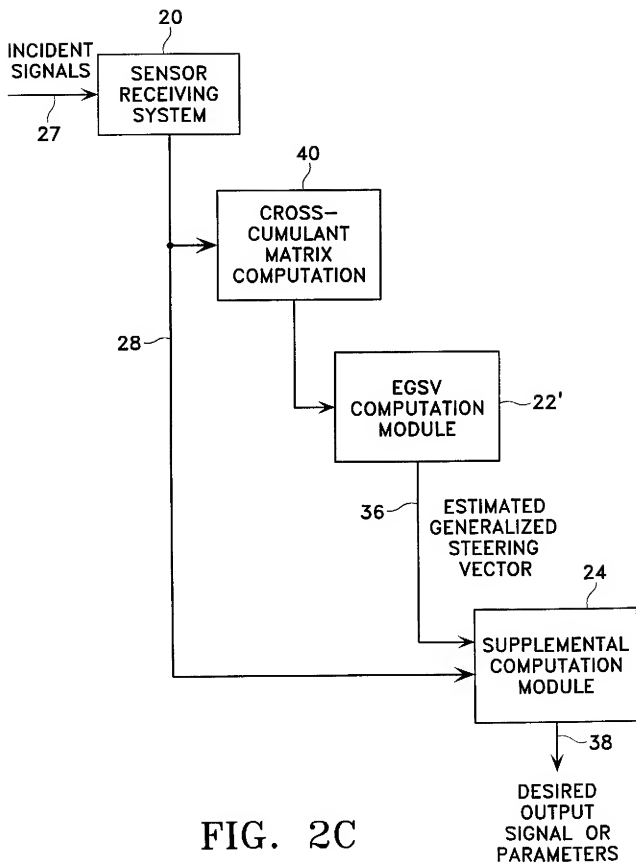 20
INCIDENT
SIGNALS
27
SENSOR
RECEIVING
SYSTEM
40
CROSS-
CUMULANT
MATRIX
COMPUTATION
28
EGSV
COMPUTATION
MODULE
22'
36
ESTIMATED
GENERALIZED
STEERING
VECTOR
24
SUPPLEMENTAL
COMPUTATION
MODULE
38
DESIRED
OUTPUT
SIGNAL OR
PARAMETERS
FIG. 2C